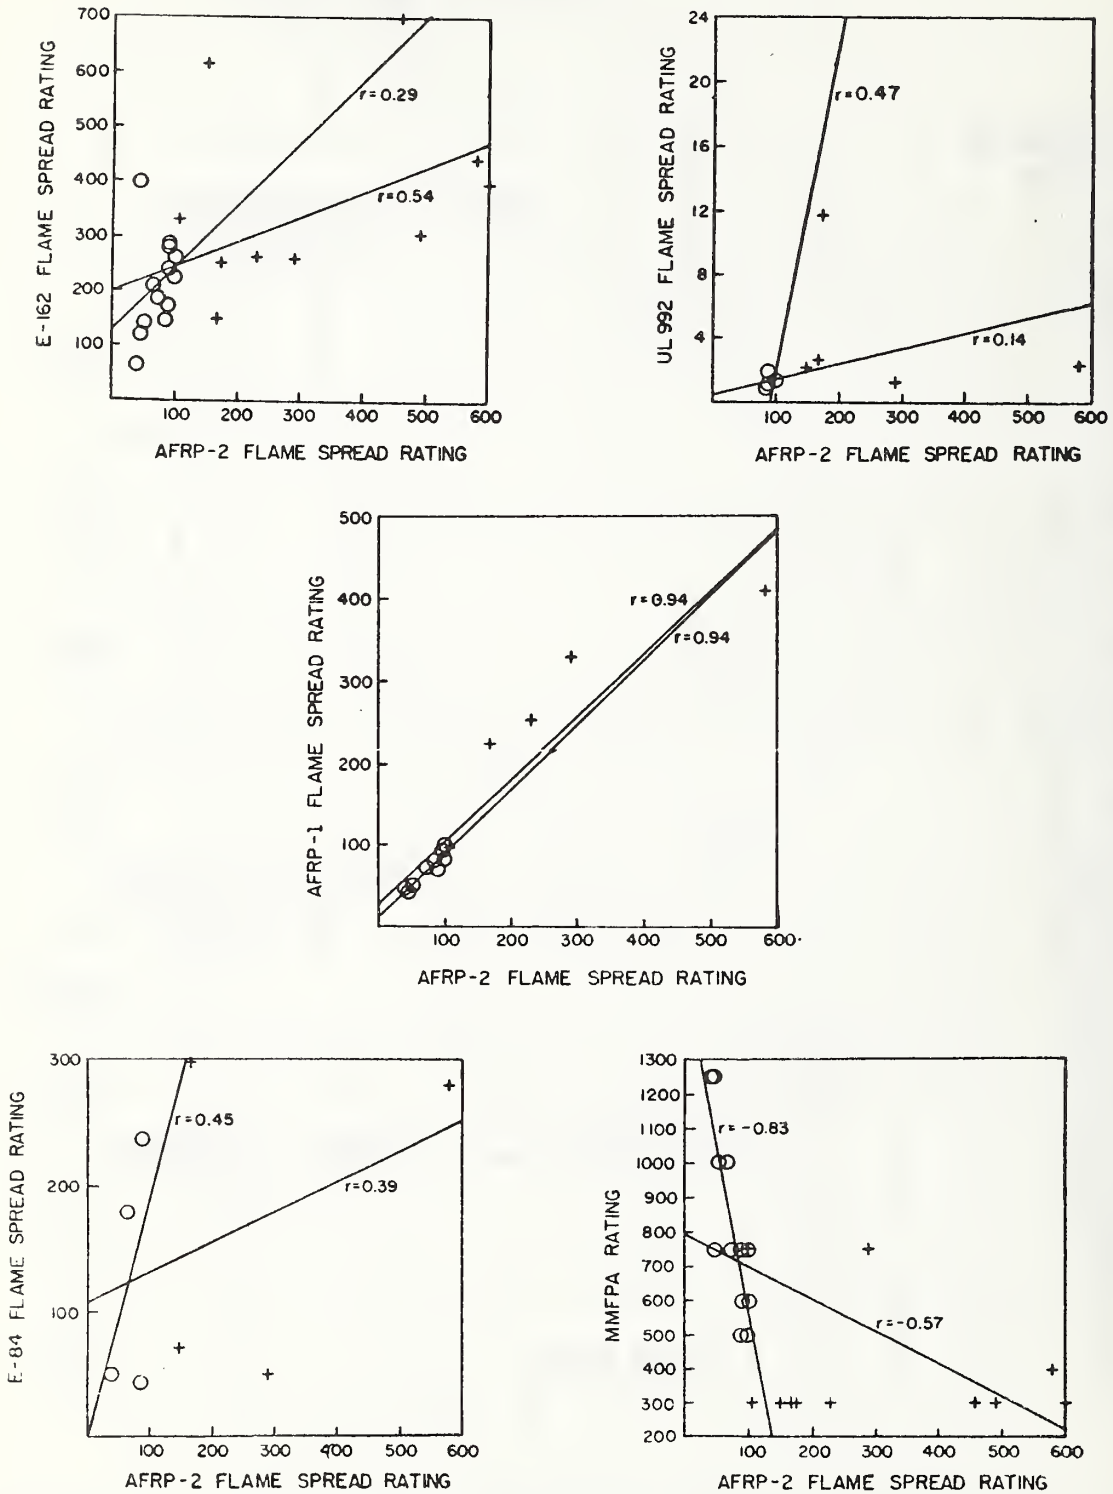 700
600
500
400
300
200
100
E-162 FLAME SPREAD RATING
r=0.29
r=0.54
100 200 300 400 500 600
AFRP-2 FLAME SPREAD RATING
24
20
16
12
8
4
UL 992 FLAME SPREAD RATING
r=0.47
r=0.14
100 200 300 400 500 600
AFRP-2 FLAME SPREAD RATING
500
400
300
200
100
AFRP-1 FLAME SPREAD RATING
r=0.94
r=0.94
100 200 300 400 500 600
AFRP-2 FLAME SPREAD RATING
300
200
100
E-84 FLAME SPREAD RATING
r=0.45
r=0.39
100 200 300 400 500 600
AFRP-2 FLAME SPREAD RATING
1300
1200
1100
1000
900
800
700
600
500
400
300
200
MMFPA RATING
r=-0.83
r=-0.57
100 200 300 400 500 600
AFRP-2 FLAME SPREAD RATING